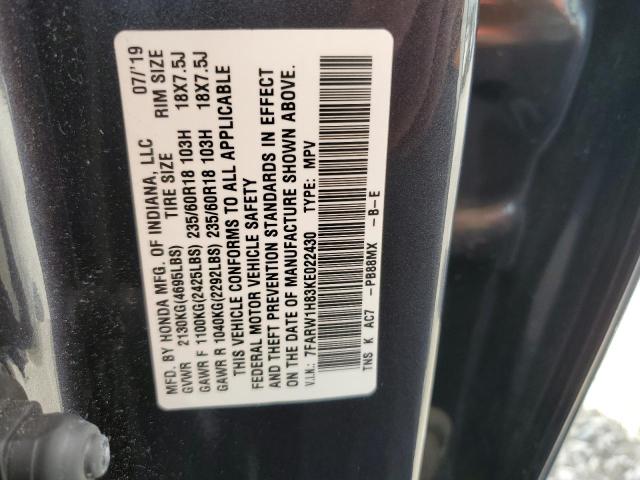 MFD. BY HONDA MFG. OF INDIANA, LLC 07/'19
TIRE SIZE RIM SIZE
GVWR 2130KG(4695LBS)
GAWR F 1100KG(2425LBS) 235/60R18 103H 18X7.5J
GAWR R 1040KG(2292LBS) 235/60R18 103H 18X7.5J
THIS VEHICLE CONFORMS TO ALL APPLICABLE
FEDERAL MOTOR VEHICLE SAFETY
AND THEFT PREVENTION STANDARDS IN EFFECT
ON THE DATE OF MANUFACTURE SHOWN ABOVE.
V.I.N.: 7FARW1H83KE022430 TYPE: MPV
TNS K AC7 -PB88MX -B-E